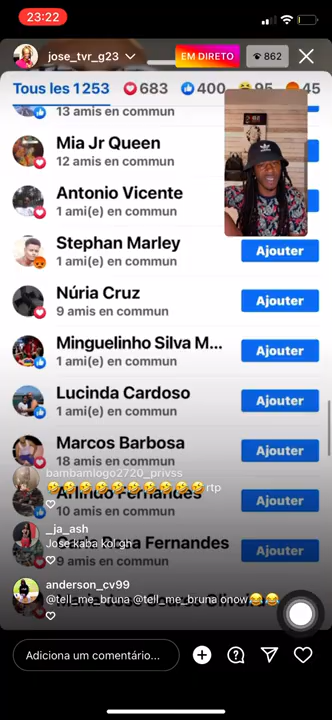 23:22
jose_tvr_g23
EM DIRETO
862
Tous les 1 253
683
400
95
45
13 amis en commun
Mia Jr Queen
12 amis en commun
Antonio Vicente
1 ami(e) en commun
Stephan Marley
1 ami(e) en commun
Ajouter
Núria Cruz
9 amis en commun
Ajouter
Minguelinho Silva M...
1 ami(e) en commun
Ajouter
Lucinda Cardoso
1 ami(e) en commun
Ajouter
Marcos Barbosa
18 amis en commun
Ajouter
bambamlogo2720_privss
🤣🤣🤣🤣🤣🤣🤣🤣🤣🤣🤣rtp
Fernandes
10 amis en commun
Ajouter
_ja_ash
Jose kaba kol gh
Fernandes
9 amis en commun
Ajouter
anderson_cv99
@tell_me_bruna @tell_me_bruna onow😂😂
Adiciona um comentário...